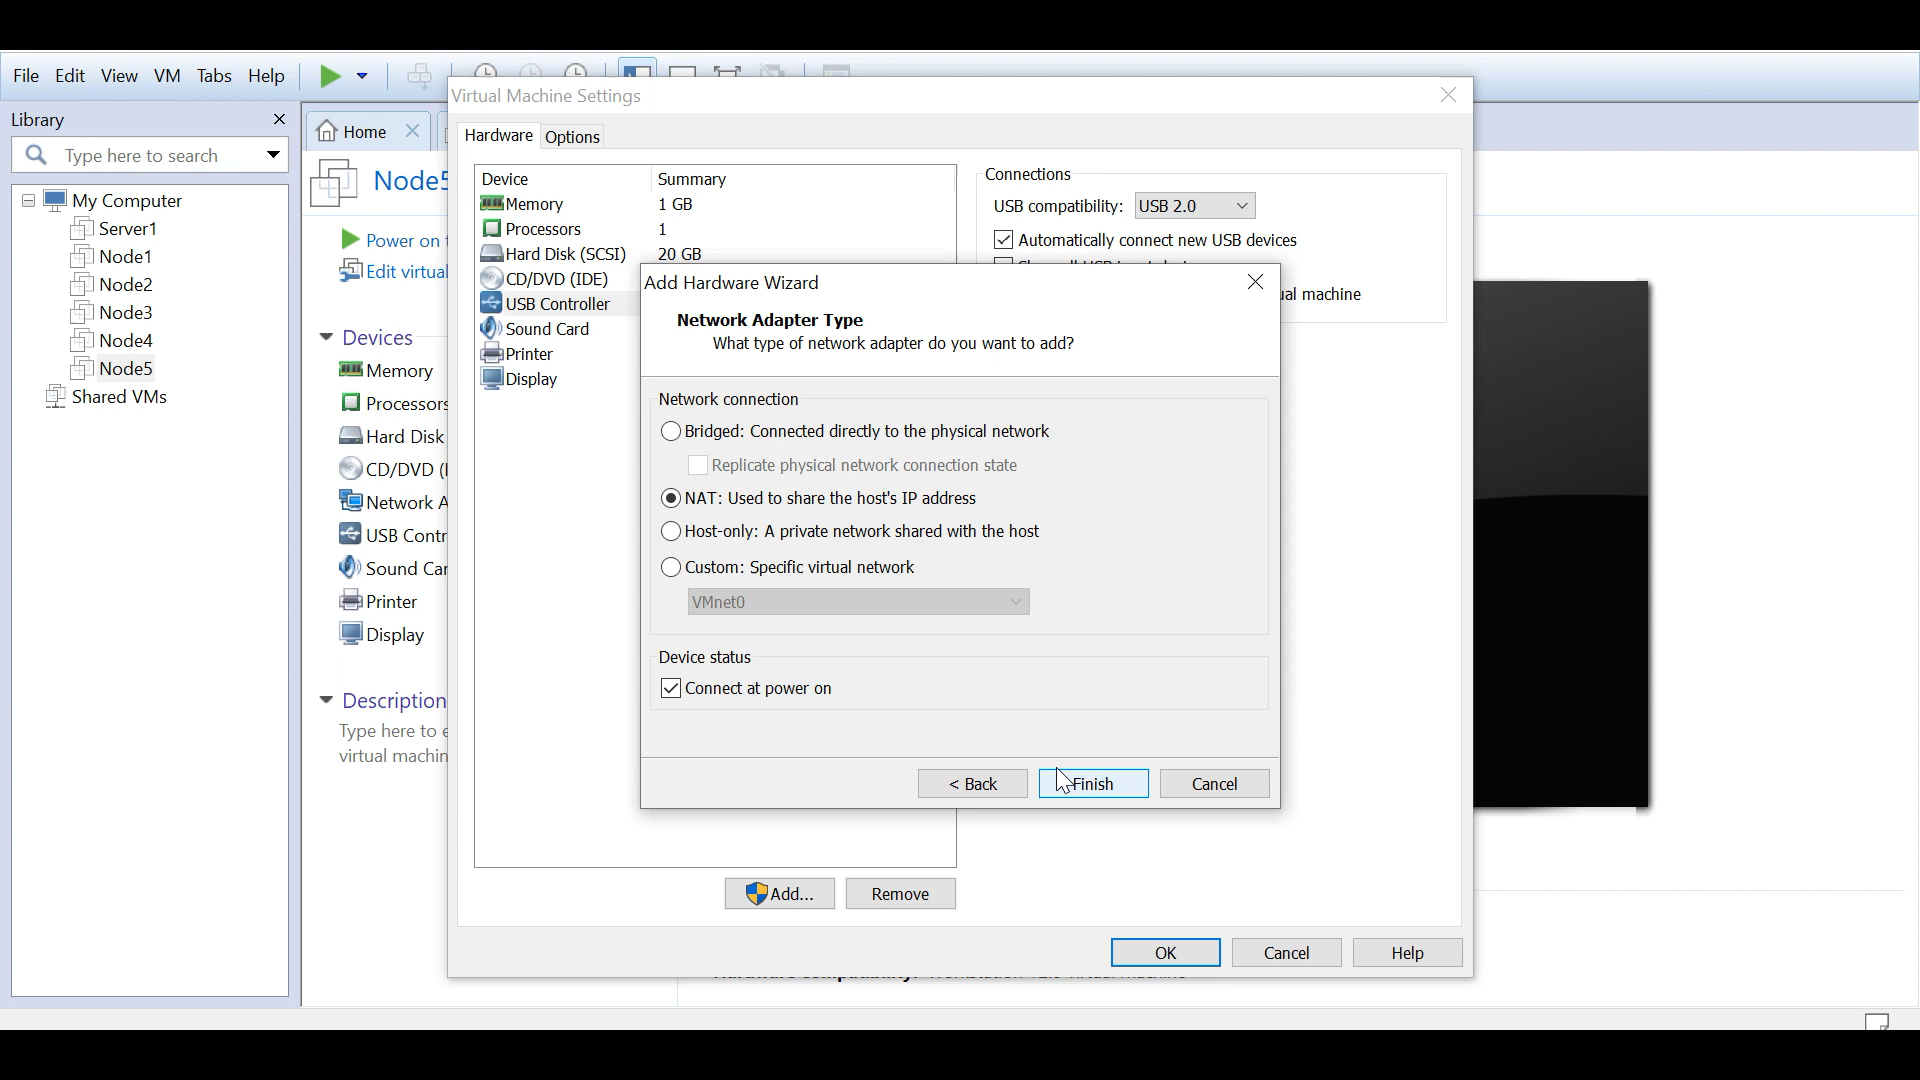 File Edit View VM Tabs Help
Library
Type here to search
My Computer
Server1
Node1
Node2
Node3
Node4
Node5
Shared VMs
Home
Node5
Power on
Edit virtual
Devices
Memory
Processors
Hard Disk
CD/DVD (I
Network A
USB Contr
Sound Car
Printer
Display
Description
Type here to e
virtual machin
Virtual Machine Settings
Hardware Options
Device Summary
Memory 1 GB
Processors 1
Hard Disk (SCSI) 20 GB
CD/DVD (IDE)
USB Controller
Sound Card
Printer
Display
Connections
USB compatibility: USB 2.0
Automatically connect new USB devices
ual machine
Add Hardware Wizard
Network Adapter Type
What type of network adapter do you want to add?
Network connection
Bridged: Connected directly to the physical network
Replicate physical network connection state
NAT: Used to share the host's IP address
Host-only: A private network shared with the host
Custom: Specific virtual network
VMnet0
Device status
Connect at power on
< Back Finish Cancel
Add... Remove
OK Cancel Help